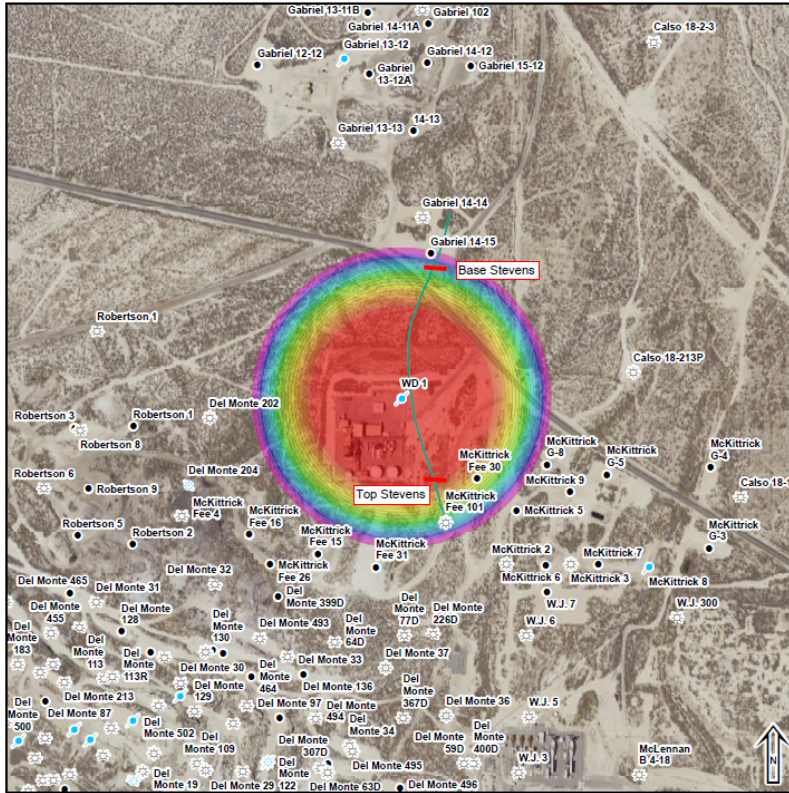 Gabriel 13-11B
Gabriel 102
Gabriel 14-11A
Calso 18-2-3
Gabriel 13-12
Gabriel 12-12
Gabriel 14-12
Gabriel
13-12A
Gabriel 15-12
Gabriel 13-13
14-13
Gabriel 14-14
Gabriel 14-15
Base Stevens
Robertson 1
Calso 18-213P
WD 1
Robertson 3
Robertson 1
Del Monte 202
Robertson 8
McKittrick
Fee 30
McKittrick
G-8
McKittrick
G-5
McKittrick
G-4
Robertson 6
Del Monte 204
Robertson 9
McKittrick
Fee 4
McKittrick
Fee 16
Top Stevens
McKittrick
Fee 101
McKittrick 9
McKittrick 5
Calso 18-1
Robertson 5
Robertson 2
McKittrick
Fee 15
McKittrick
Fee 31
McKittrick
G-3
McKittrick
Fee 26
McKittrick 2
McKittrick 7
McKittrick 6
McKittrick 3
McKittrick 8
Del Monte 465
Del Monte 31
Del Monte 32
Del
Monte 399D
W.J. 7
W.J. 300
Del Monte
455
Del Monte
128
Del
Monte
130
Del Monte 493
Del
Monte
64D
Del
Monte
77D
Del
Monte
226D
W.J. 6
Del
Monte
183
Del
Monte
113
Del
Monte
113R
Del Monte 30
Del
Monte
464
Del Monte 33
Del Monte 37
Del Monte 136
Del Monte 213
Del
Monte
129
Del Monte 97
Del
Monte
494
Del
Monte 34
Del
Monte
367D
Del Monte 36
W.J. 5
Del
Monte
500
Del Monte 87
Del
Monte 502
Del
Monte 109
Del Monte
307D
Del
Monte
59D
Del
Monte
400D
W.J. 3
McLennan
B 4-18
Del
Monte 19
Del
Monte 29
Del
Monte
122
Del Monte 495
Del
Monte 63D
Del
Monte 496
N